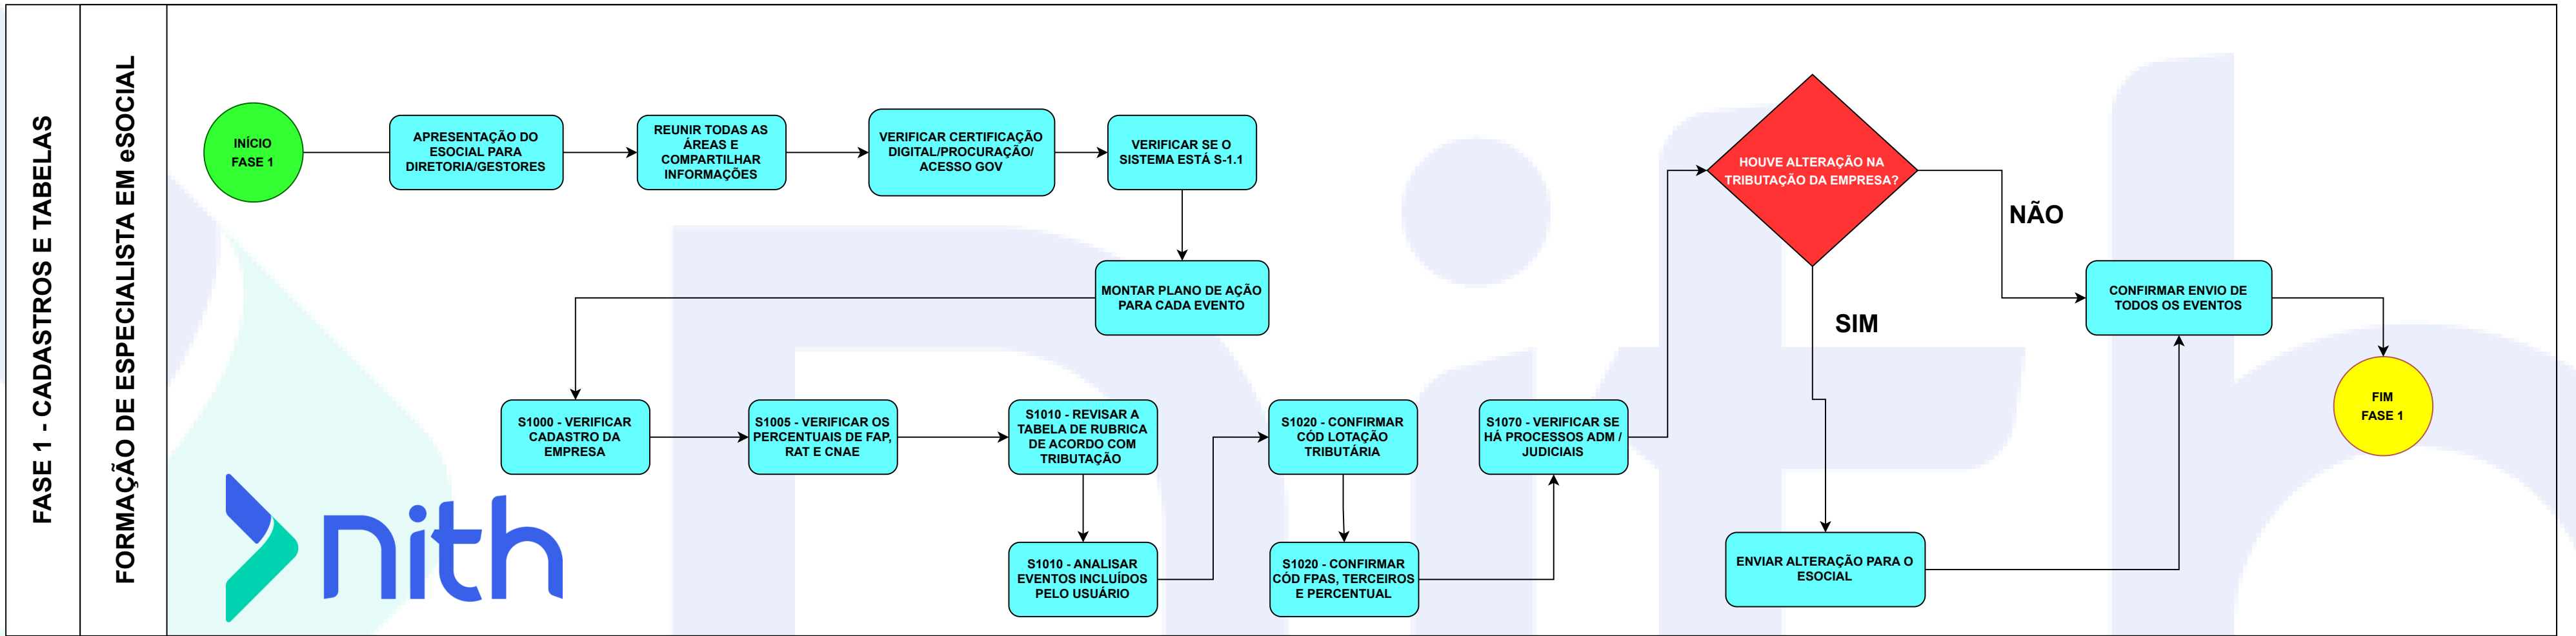 FASE 1 - CADASTROS E TABELAS
FORMAÇÃO DE ESPECIALISTA EM eSOCIAL
INÍCIO
FASE 1
APRESENTAÇÃO DO
ESOCIAL PARA
DIRETORIA/GESTORES
REUNIR TODAS AS
ÁREAS E
COMPARTILHAR
INFORMAÇÕES
VERIFICAR CERTIFICAÇÃO
DIGITAL/PROCURAÇÃO/
ACESSO GOV
VERIFICAR SE O
SISTEMA ESTÁ S-1.1
MONTAR PLANO DE AÇÃO
PARA CADA EVENTO
S1000 - VERIFICAR
CADASTRO DA
EMPRESA
S1005 - VERIFICAR OS
PERCENTUAIS DE FAP,
RAT E CNAE
S1010 - REVISAR A
TABELA DE RUBRICA
DE ACORDO COM
TRIBUTAÇÃO
S1010 - ANALISAR
EVENTOS INCLUÍDOS
PELO USUÁRIO
S1020 - CONFIRMAR
CÓD LOTAÇÃO
TRIBUTÁRIA
S1020 - CONFIRMAR
CÓD FPAS, TERCEIROS
E PERCENTUAL
S1070 - VERIFICAR SE
HÁ PROCESSOS ADM /
JUDICIAIS
HOUVE ALTERAÇÃO NA
TRIBUTAÇÃO DA EMPRESA?
NÃO
SIM
ENVIAR ALTERAÇÃO PARA O
ESOCIAL
CONFIRMAR ENVIO DE
TODOS OS EVENTOS
FIM
FASE 1
nith
nith